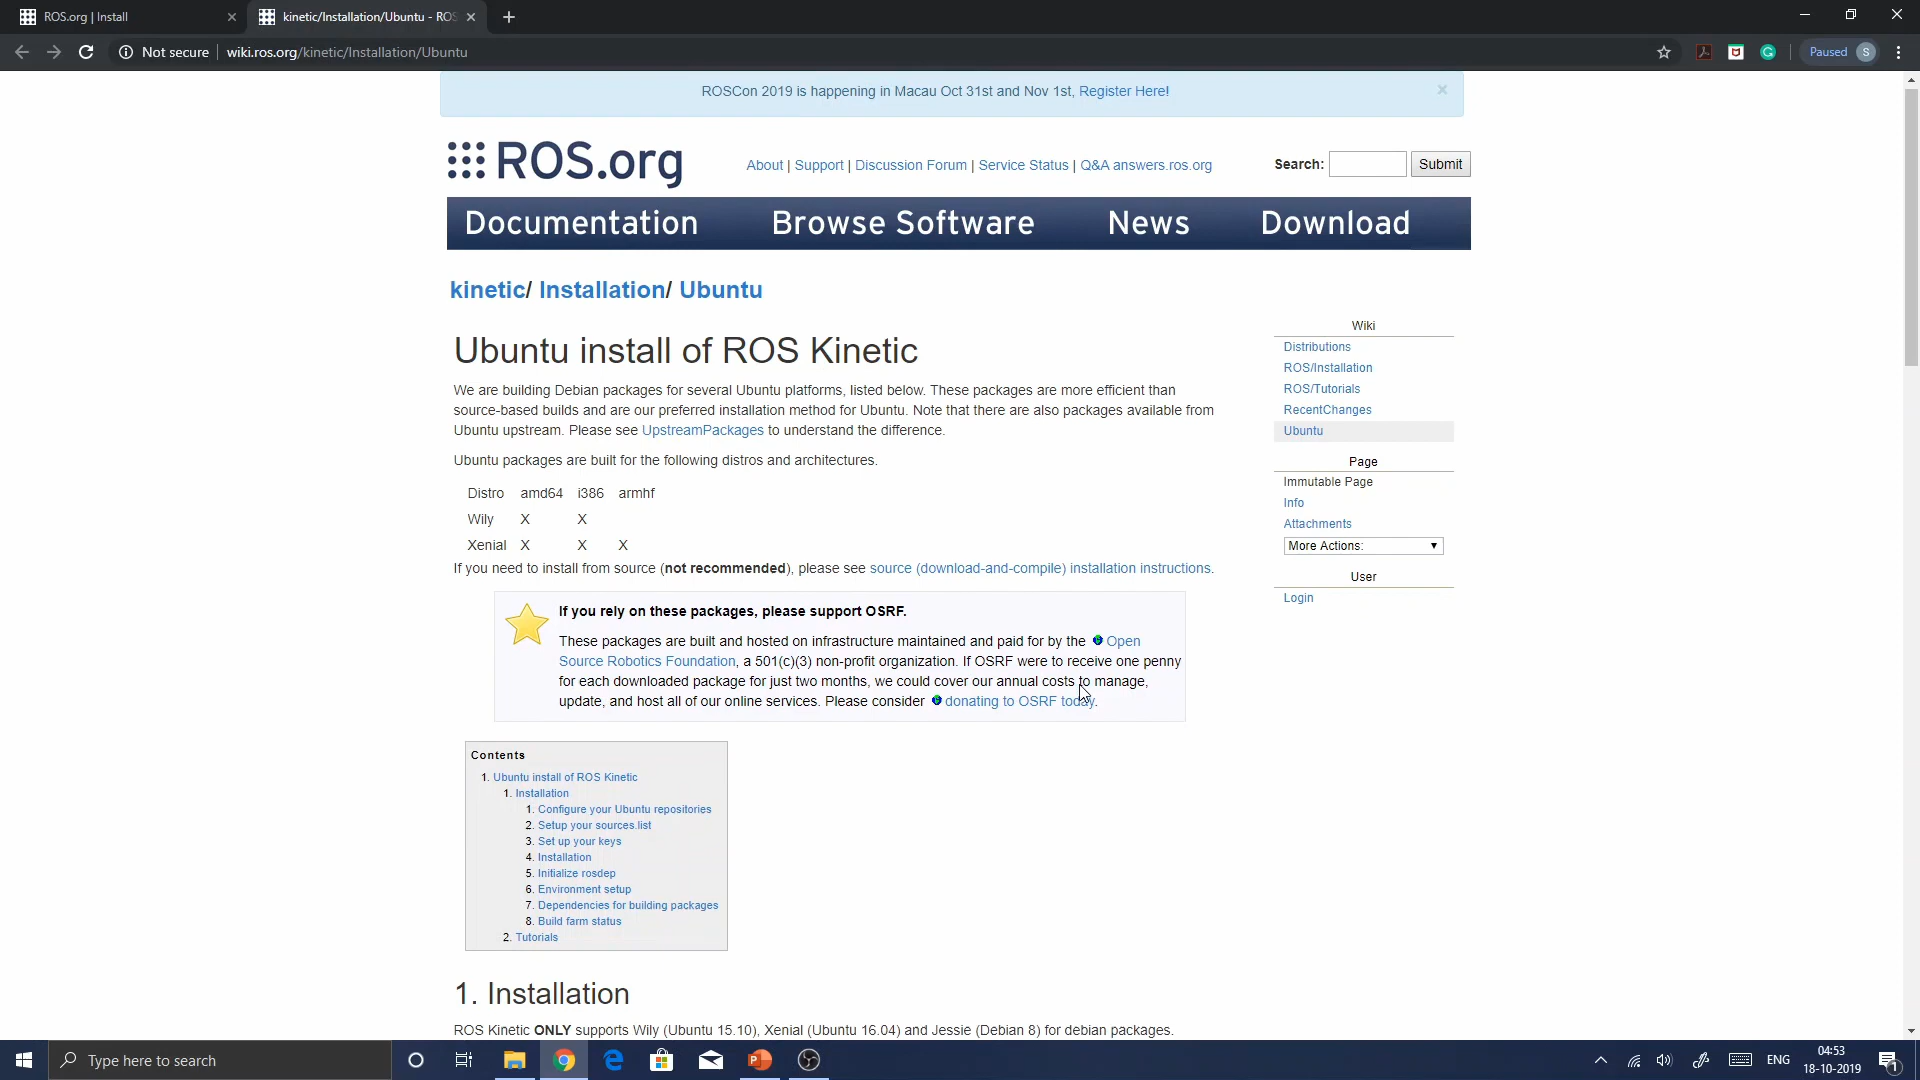 ROS.org | Install
kinetic/Installation/Ubuntu - ROS
Not secure | wiki.ros.org/kinetic/Installation/Ubuntu
Paused S
ROSCon 2019 is happening in Macau Oct 31st and Nov 1st, Register Here!
ROS.org
About | Support | Discussion Forum | Service Status | Q&A answers.ros.org
Search: Submit
Documentation Browse Software News Download
kinetic/ Installation/ Ubuntu
Ubuntu install of ROS Kinetic
We are building Debian packages for several Ubuntu platforms, listed below. These packages are more efficient than
source-based builds and are our preferred installation method for Ubuntu. Note that there are also packages available from
Ubuntu upstream. Please see UpstreamPackages to understand the difference.
Ubuntu packages are built for the following distros and architectures.
Distro amd64 i386 armhf
Wily X X
Xenial X X X
If you need to install from source (not recommended), please see source (download-and-compile) installation instructions.
If you rely on these packages, please support OSRF.
These packages are built and hosted on infrastructure maintained and paid for by the Open
Source Robotics Foundation, a 501(c)(3) non-profit organization. If OSRF were to receive one penny
for each downloaded package for just two months, we could cover our annual costs to manage,
update, and host all of our online services. Please consider donating to OSRF today.
Contents
1. Ubuntu install of ROS Kinetic
1. Installation
1. Configure your Ubuntu repositories
2. Setup your sources.list
3. Set up your keys
4. Installation
5. Initialize rosdep
6. Environment setup
7. Dependencies for building packages
8. Build farm status
2. Tutorials
1. Installation
ROS Kinetic ONLY supports Wily (Ubuntu 15.10), Xenial (Ubuntu 16.04) and Jessie (Debian 8) for debian packages.
Wiki
Distributions
ROS/Installation
ROS/Tutorials
RecentChanges
Ubuntu
Page
Immutable Page
Info
Attachments
More Actions:
User
Login
Type here to search
ENG
04:53
18-10-2019
1